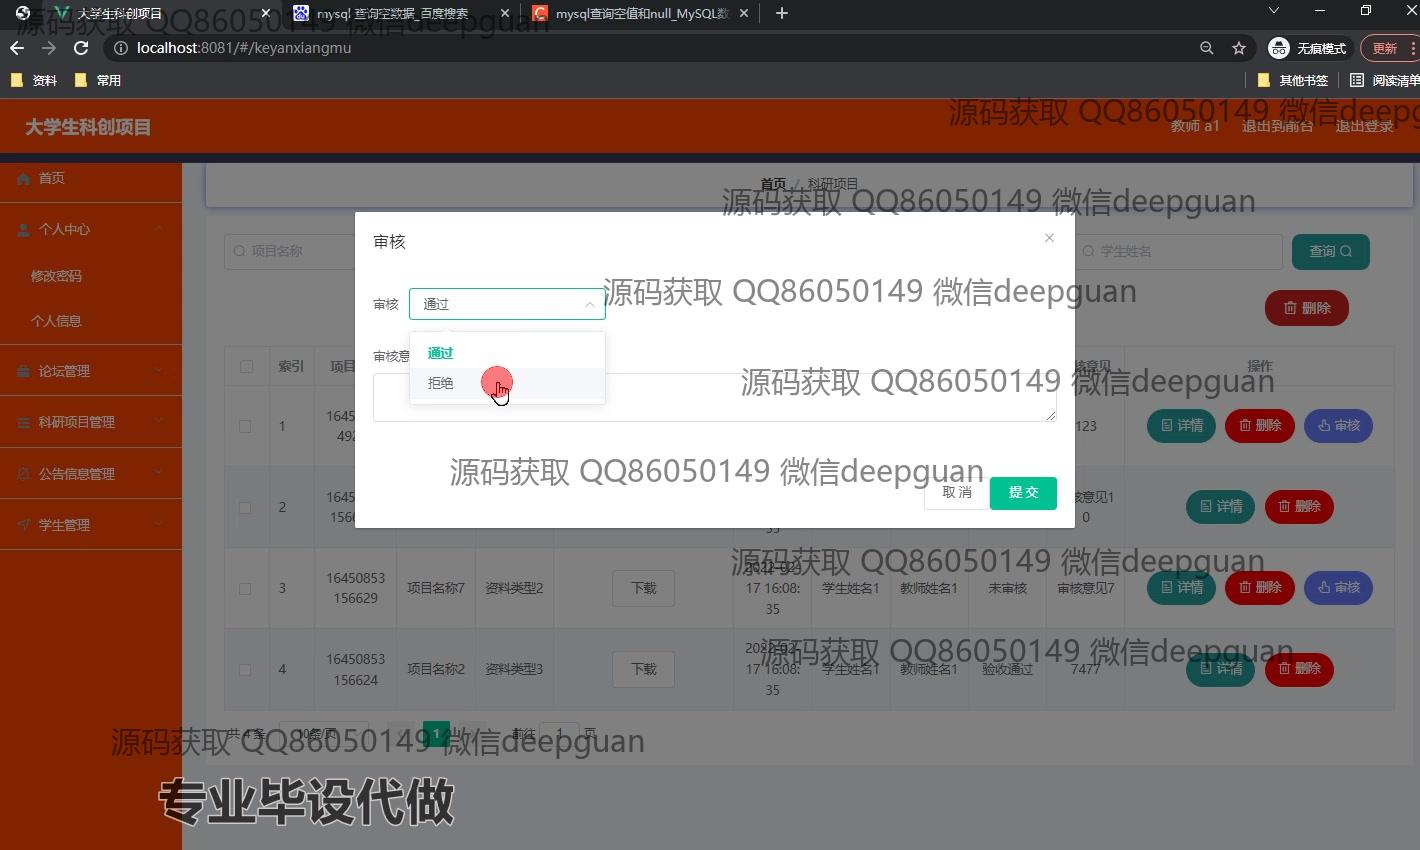 大学生科创项目
mysql 查询空数据_百度搜索
mysql查询空值和null_MySQL数
源码获取 QQ86050149 微信deepguan
localhost:8081/#/keyanxiangmu
无痕模式
更新
资料
常用
其他书签
阅读清单
大学生科创项目
源码获取 QQ86050149 微信deepg
教师 a1
退出到前台
退出登录
首页
个人中心
修改密码
个人信息
论坛管理
科研项目管理
公告信息管理
学生管理
首页 / 科研项目
源码获取 QQ86050149 微信deepguan
项目名称
学生姓名
查询
删除
审核
审核
通过
源码获取 QQ86050149 微信deepguan
通过
拒绝
审核意
源码获取 QQ86050149 微信deepguan
源码获取 QQ86050149 微信deepguan
取 消
提 交
索引
项目
核意见
操作
1
1645
492
123
详情
删除
审核
2
1645
156
35
核意见1
0
详情
删除
源码获取 QQ86050149 微信deepguan
3
16450853
156629
项目名称7
资料类型2
下载
2022-02-
17 16:08:
35
学生姓名1
教师姓名1
未审核
审核意见7
详情
删除
审核
源码获取 QQ86050149 微信deepguan
4
16450853
156624
项目名称2
资料类型3
下载
2022-02-
17 16:08:
35
学生姓名1
教师姓名1
验收通过
7477
详情
删除
共 4 条
10条/页
1
前往
1
页
源码获取 QQ86050149 微信deepguan
专业毕设代做